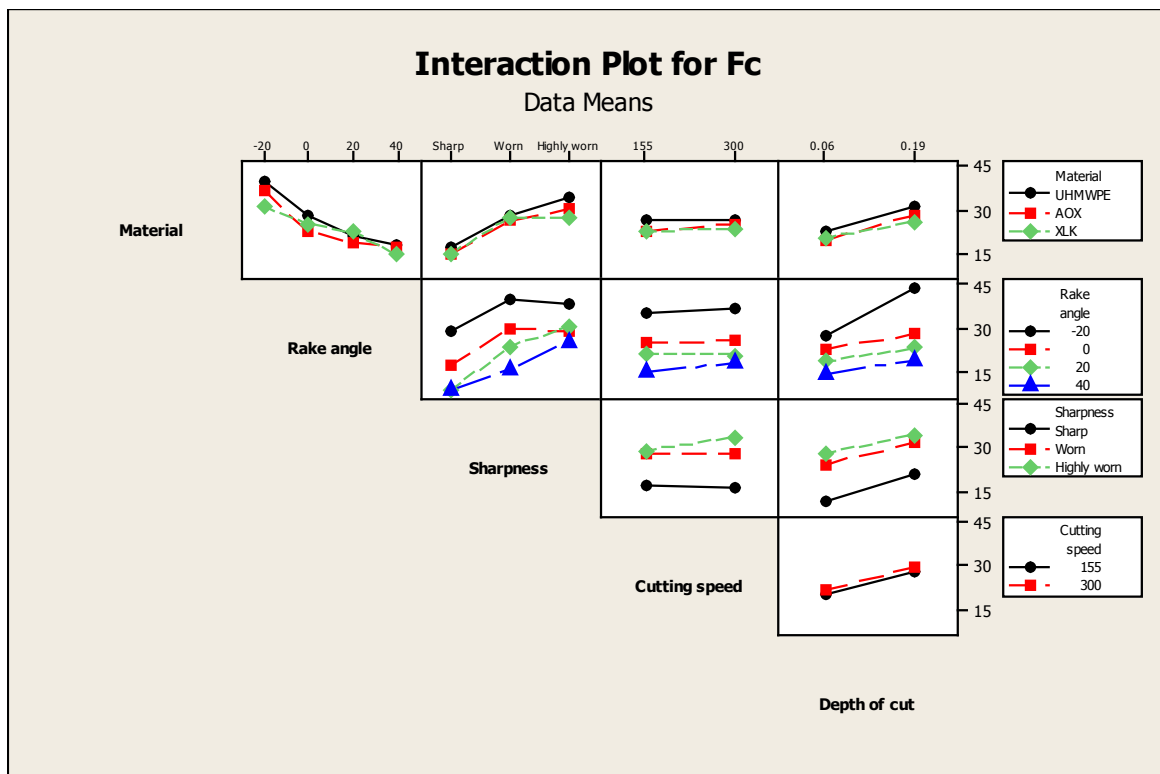 Interaction Plot for Fc
Data Means
-20 0 20 40 Sharp Worn Highly worn 155 300 0.06 0.19
Material
45
30
15
Material
UHMWPE
AOX
XLK
Rake angle
45
30
15
Rake
angle
-20
0
20
40
Sharpness
45
30
15
Sharpness
Sharp
Worn
Highly worn
Cutting speed
45
30
15
Cutting
speed
155
300
Depth of cut